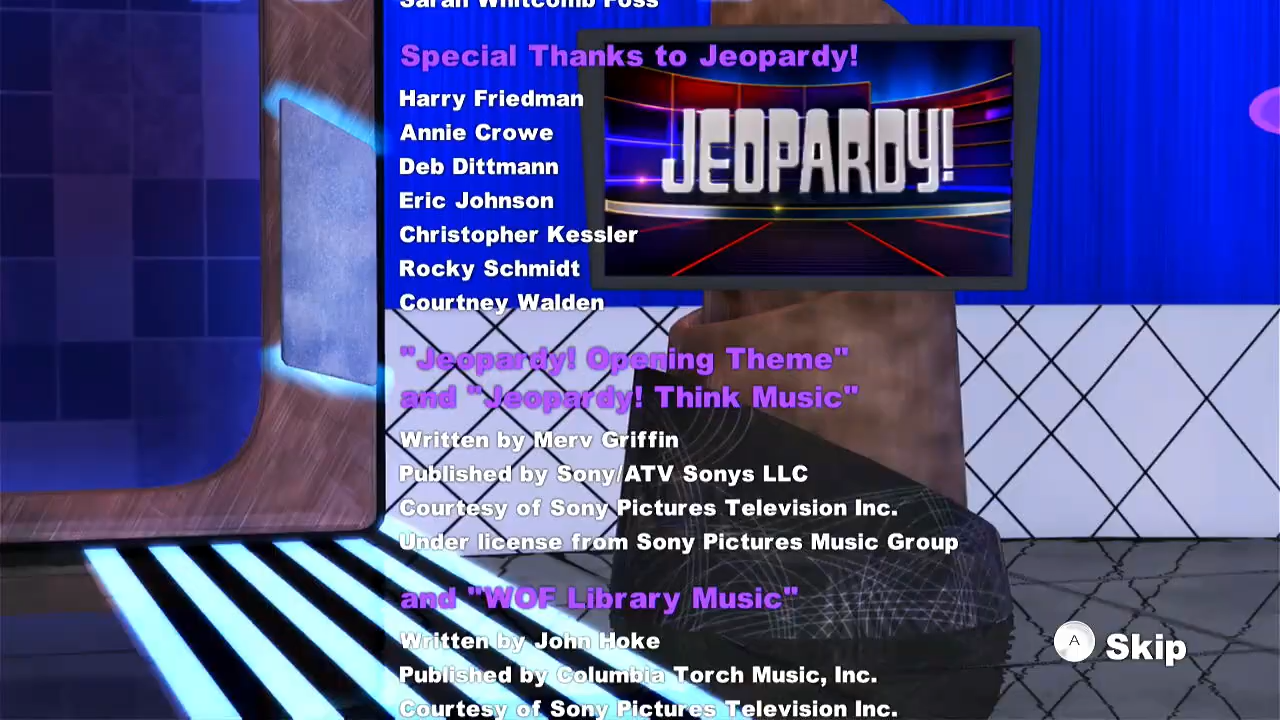 Sarah Whitcomb Foss
Special Thanks to Jeopardy!
Harry Friedman
Annie Crowe
Deb Dittmann
Eric Johnson
Christopher Kessler
Rocky Schmidt
Courtney Walden
JEOPARDY!
"Jeopardy! Opening Theme"
and "Jeopardy! Think Music"
Written by Merv Griffin
Published by Sony/ATV Sonys LLC
Courtesy of Sony Pictures Television Inc.
Under license from Sony Pictures Music Group
and "WOF Library Music"
Written by John Hoke
Published by Columbia Torch Music, Inc.
Courtesy of Sony Pictures Television Inc.
A Skip